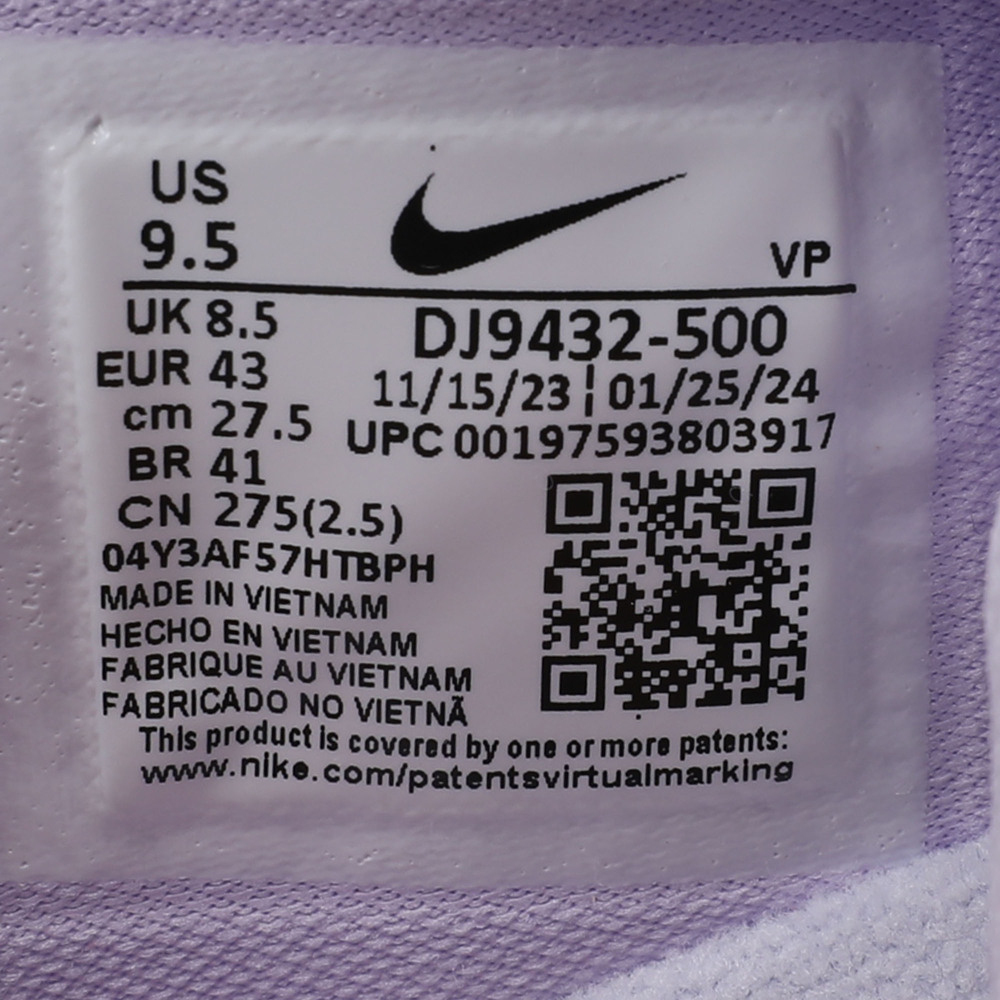 US
9.5
VP
UK 8.5
EUR 43
cm 27.5
BR 41
CN 275(2.5)
DJ9432-500
11/15/23 ¦ 01/25/24
UPC 00197593803917
04Y3AF57HTBPH
MADE IN VIETNAM
HECHO EN VIETNAM
FABRIQUE AU VIETNAM
FABRICADO NO VIETNÃ
This product is covered by one or more patents:
www.nike.com/patentsvirtualmarking